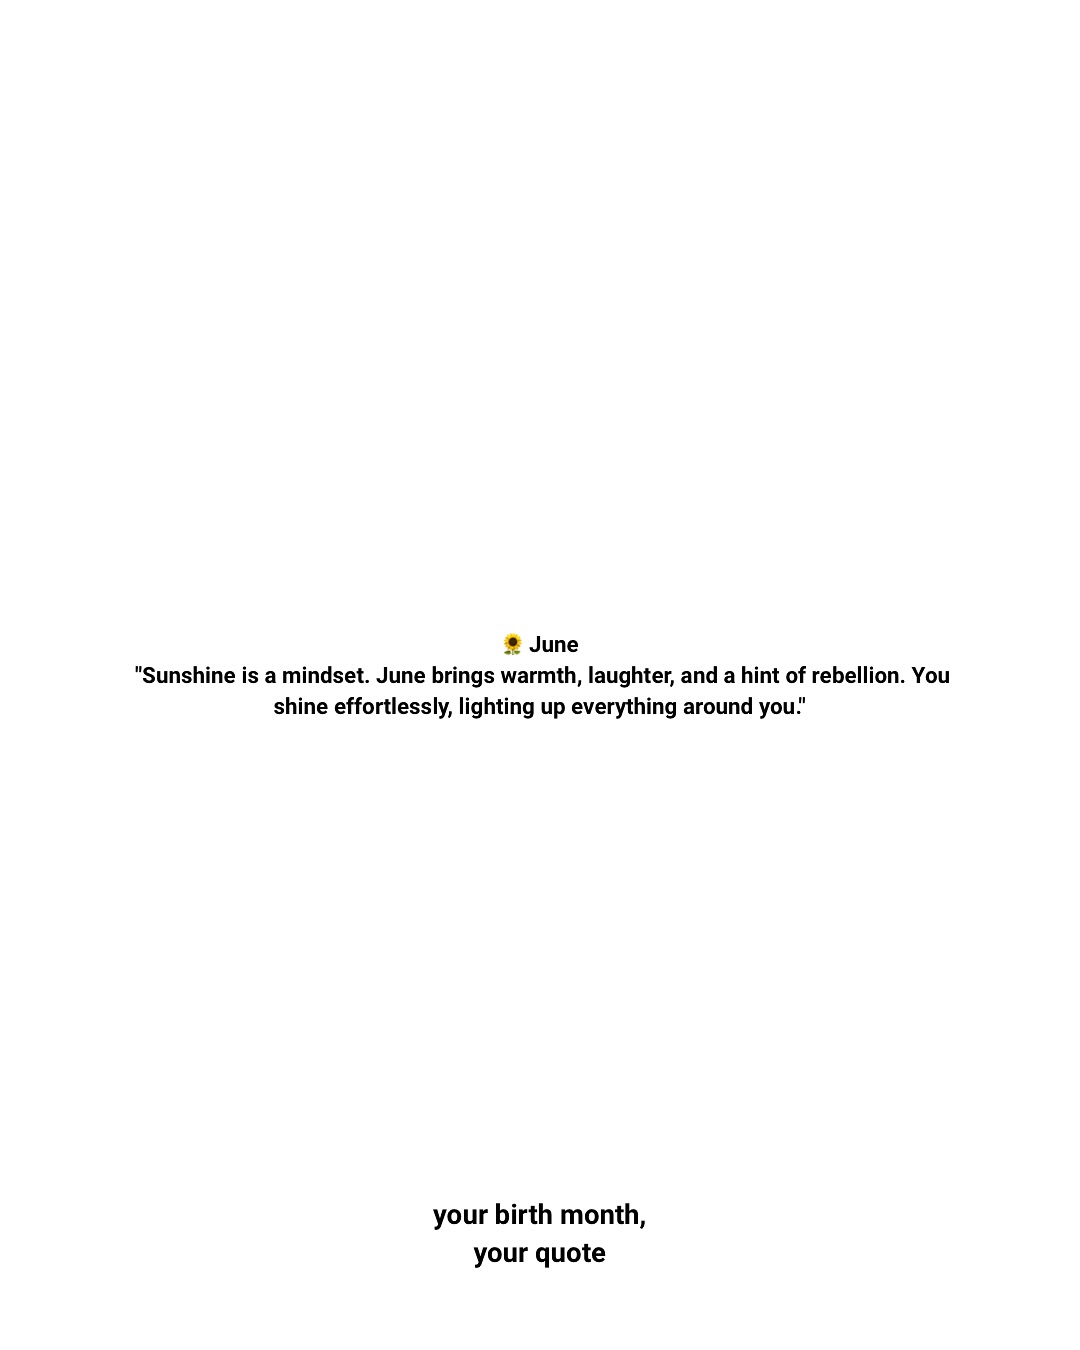 🌻 June
"Sunshine is a mindset. June brings warmth, laughter, and a hint of rebellion. You
shine effortlessly, lighting up everything around you."
your birth month,
your quote